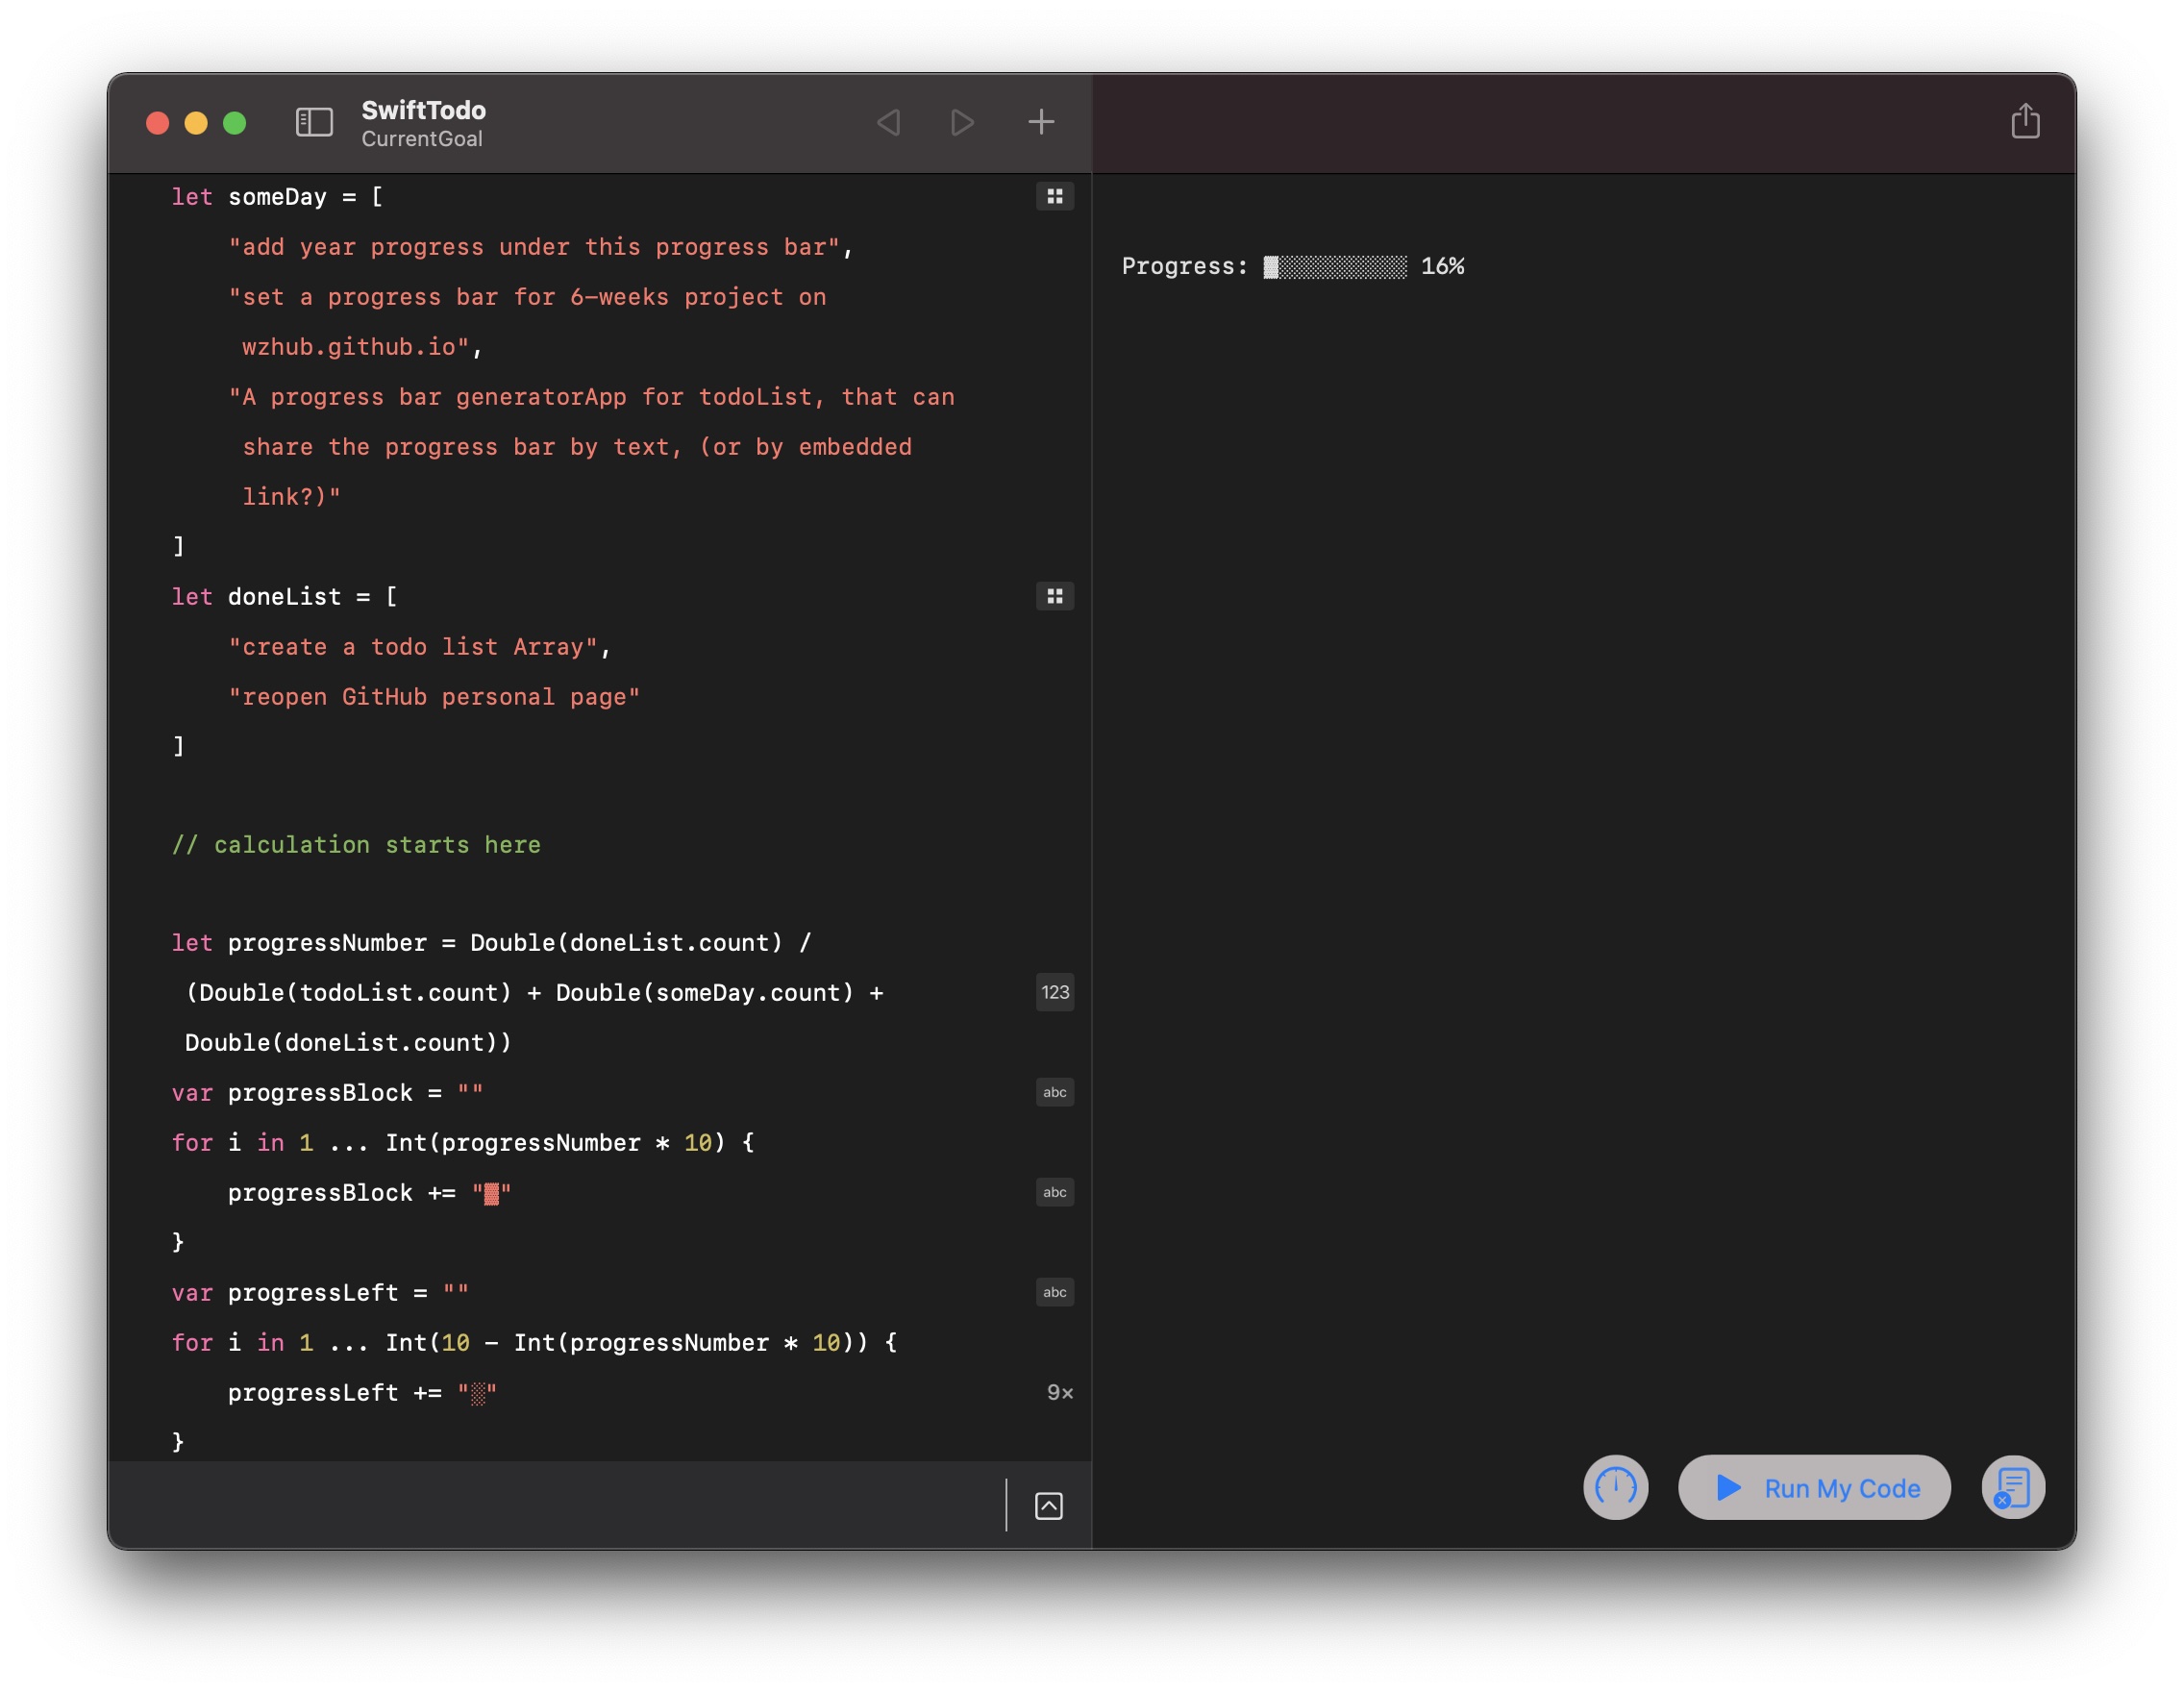 SwiftTodo
CurrentGoal
let someDay = [
"add year progress under this progress bar",
"set a progress bar for 6-weeks project on
wzhub.github.io",
"A progress bar generatorApp for todoList, that can
share the progress bar by text, (or by embedded
link?)"
]
let doneList = [
"create a todo list Array",
"reopen GitHub personal page"
]
// calculation starts here
let progressNumber = Double(doneList.count) /
(Double(todoList.count) + Double(someDay.count) +
123
Double(doneList.count))
var progressBlock = ""
abc
for i in 1 ... Int(progressNumber * 10) {
progressBlock += "▓"
abc
}
var progressLeft = ""
abc
for i in 1 ... Int(10 - Int(progressNumber * 10)) {
progressLeft += "░"
9×
}
Progress: ▓░░░░░░░░░ 16%
Run My Code